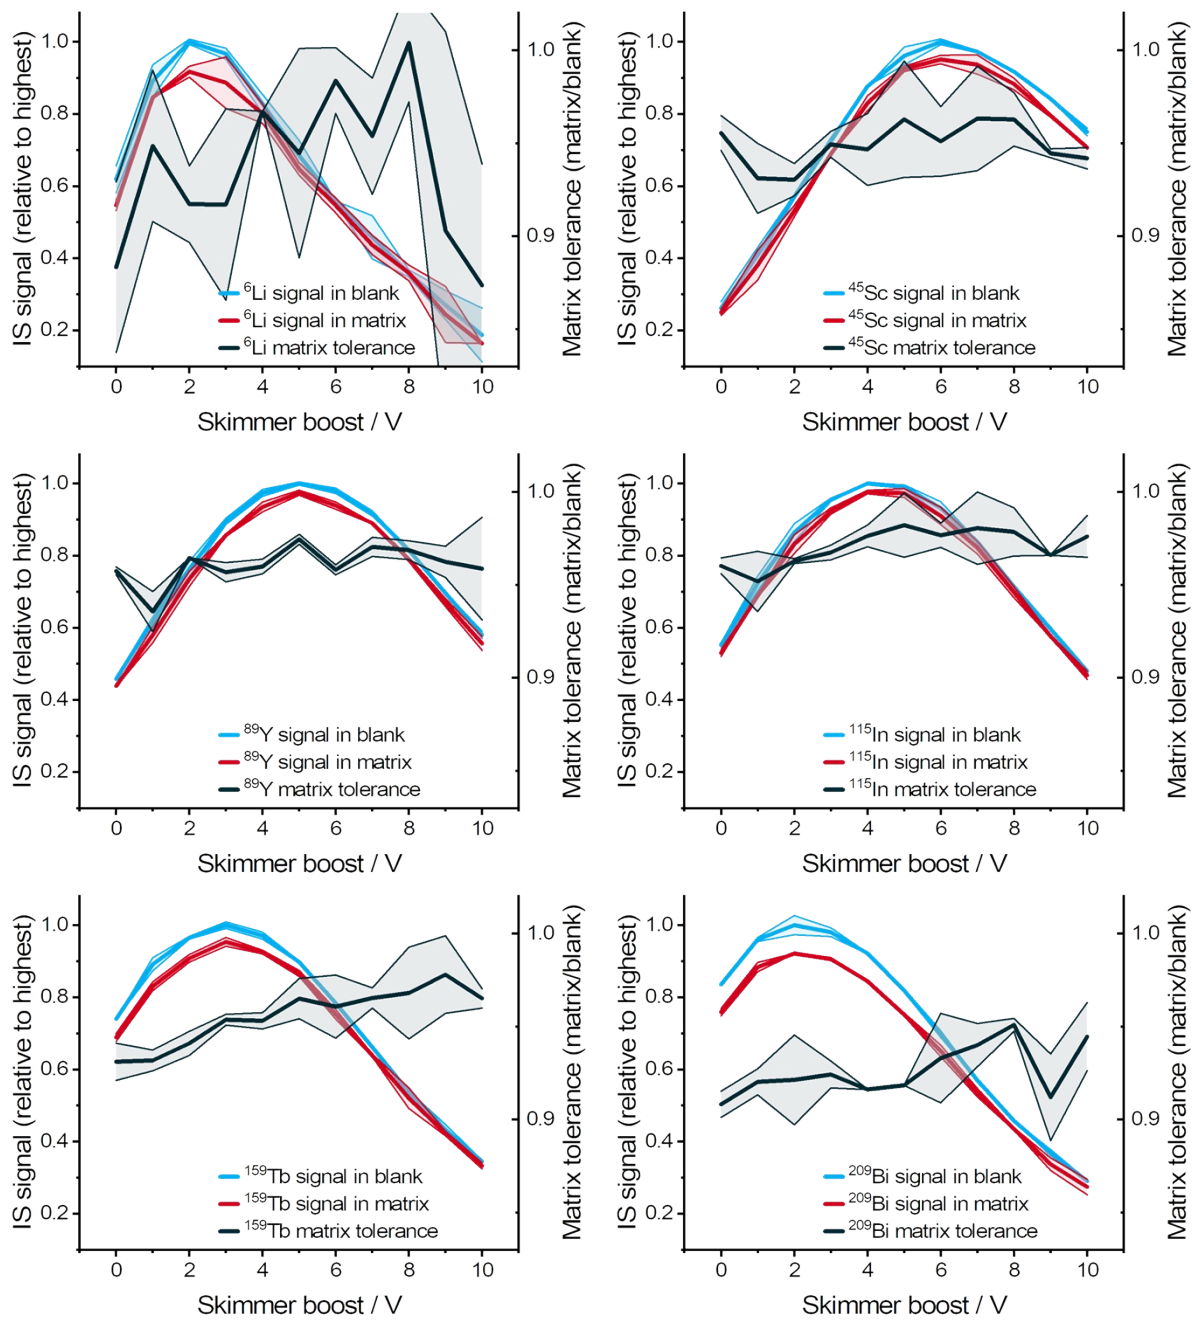 IS signal (relative to highest)
1.0
0.8
0.6
0.4
0.2
⁶Li signal in blank
⁶Li signal in matrix
⁶Li matrix tolerance
1.0
0.9
Matrix tolerance (matrix/blank)
0 2 4 6 8 10
Skimmer boost / V
IS signal (relative to highest)
1.0
0.8
0.6
0.4
0.2
⁴⁵Sc signal in blank
⁴⁵Sc signal in matrix
⁴⁵Sc matrix tolerance
1.0
0.9
Matrix tolerance (matrix/blank)
0 2 4 6 8 10
Skimmer boost / V
IS signal (relative to highest)
1.0
0.8
0.6
0.4
0.2
⁸⁹Y signal in blank
⁸⁹Y signal in matrix
⁸⁹Y matrix tolerance
1.0
0.9
Matrix tolerance (matrix/blank)
0 2 4 6 8 10
Skimmer boost / V
IS signal (relative to highest)
1.0
0.8
0.6
0.4
0.2
¹¹⁵In signal in blank
¹¹⁵In signal in matrix
¹¹⁵In matrix tolerance
1.0
0.9
Matrix tolerance (matrix/blank)
0 2 4 6 8 10
Skimmer boost / V
IS signal (relative to highest)
1.0
0.8
0.6
0.4
0.2
¹⁵⁹Tb signal in blank
¹⁵⁹Tb signal in matrix
¹⁵⁹Tb matrix tolerance
1.0
0.9
Matrix tolerance (matrix/blank)
0 2 4 6 8 10
Skimmer boost / V
IS signal (relative to highest)
1.0
0.8
0.6
0.4
0.2
²⁰⁹Bi signal in blank
²⁰⁹Bi signal in matrix
²⁰⁹Bi matrix tolerance
1.0
0.9
Matrix tolerance (matrix/blank)
0 2 4 6 8 10
Skimmer boost / V